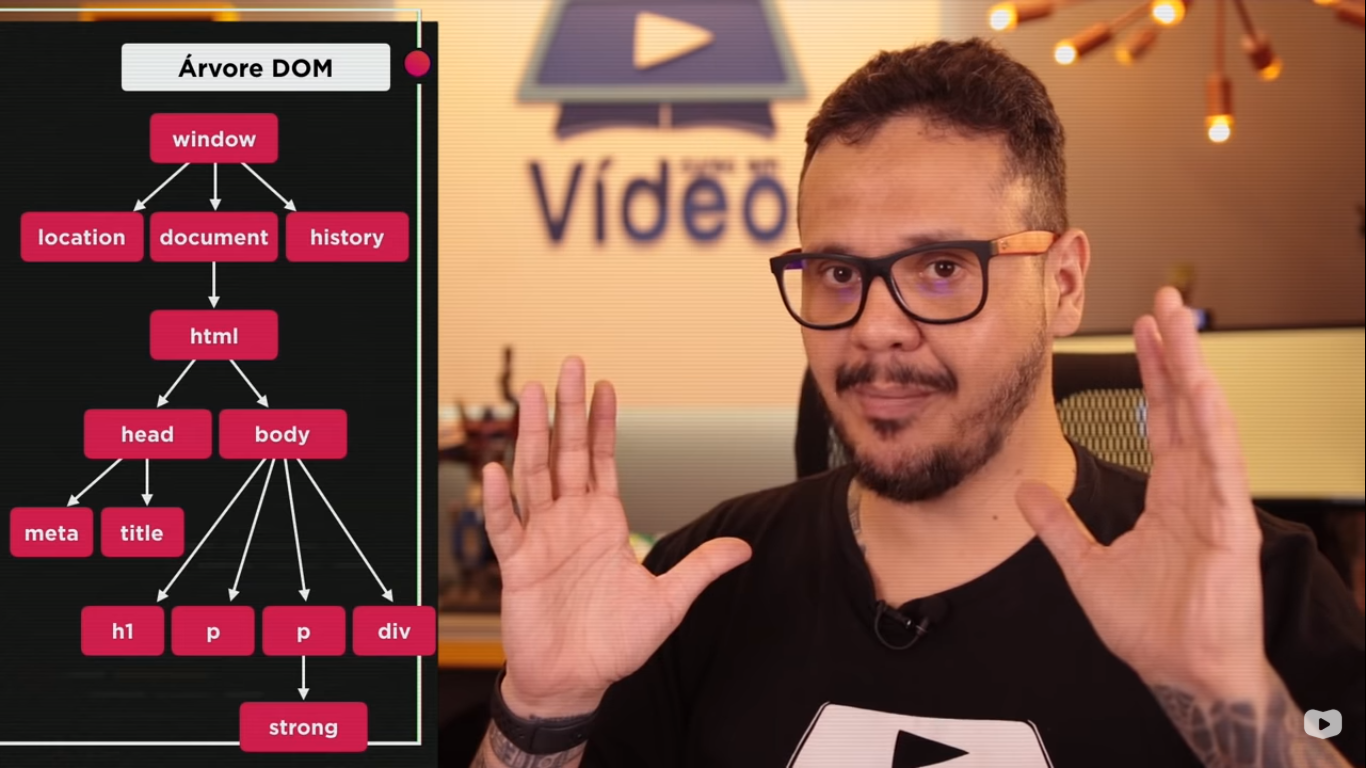 Árvore DOM
window
location document history
html
head body
meta title
h1 p p div
strong
Vídeo